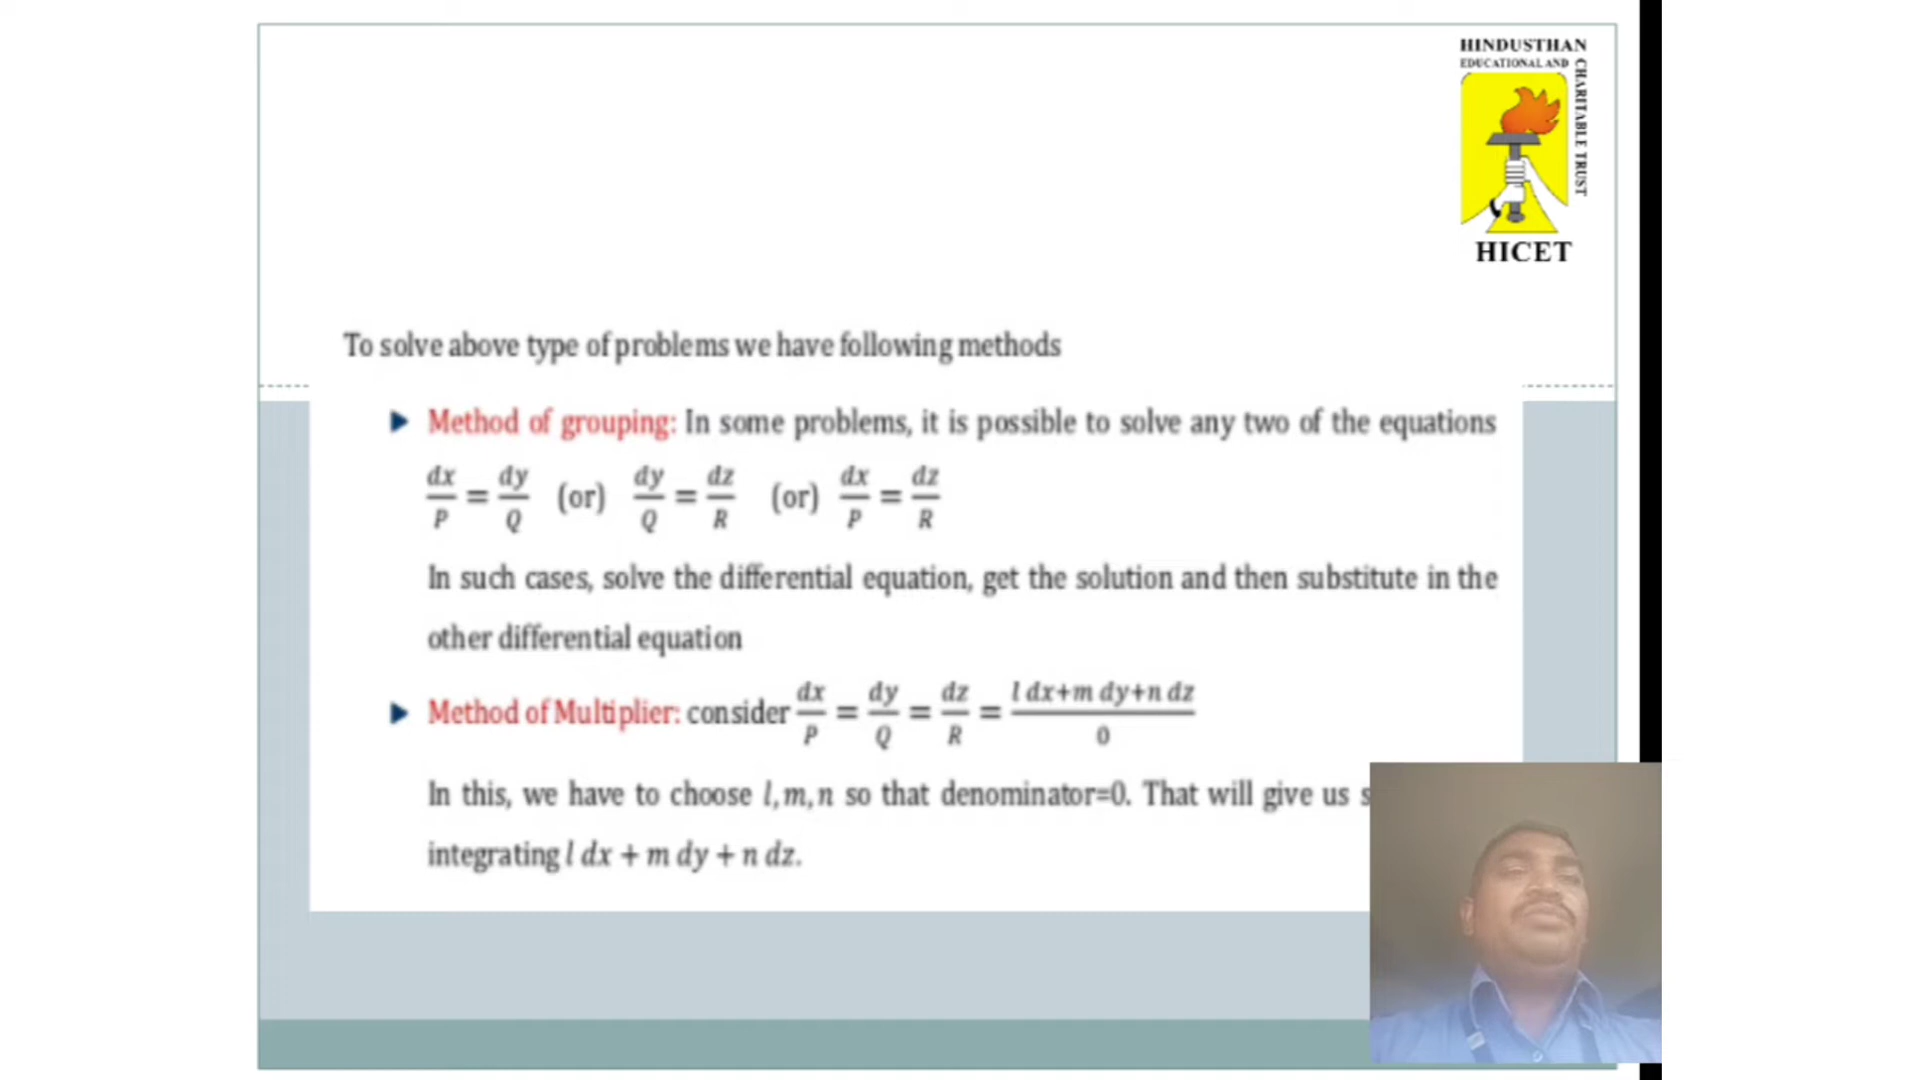 HINDUSTHAN
EDUCATIONAL AND
CHARITABLE TRUST
HICET
To solve above type of problems we have following methods
Method of grouping: In some problems, it is possible to solve any two of the equations
dx/P = dy/Q (or) dy/Q = dz/R (or) dx/P = dz/R
In such cases, solve the differential equation, get the solution and then substitute in the
other differential equation
Method of Multiplier: consider dx/P = dy/Q = dz/R = l dx+m dy+n dz/0
In this, we have to choose l, m, n so that denominator=0. That will give us
integrating l dx + m dy + n dz.